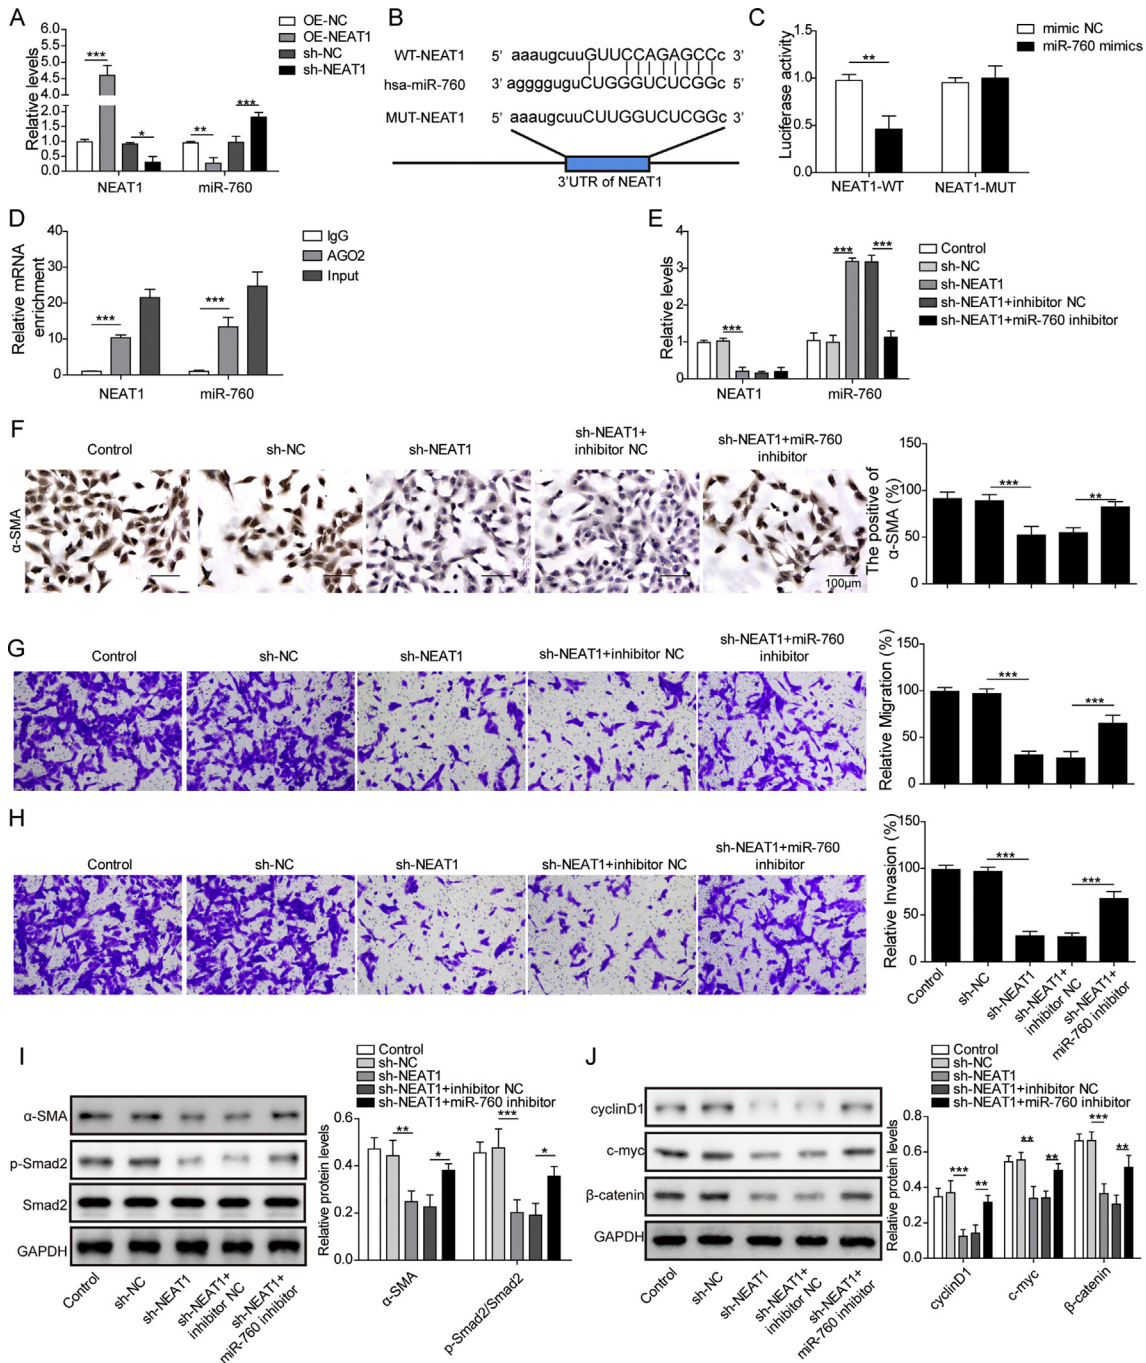 A
OE-NC
OE-NEAT1
sh-NC
sh-NEAT1
Relative levels
6.0
5.5
5.0
4.5
2.0
1.5
1.0
0.5
0.0
***
*
**
***
NEAT1
miR-760
B
WT-NEAT1 5' aaaugcuuGUUCCAGAGCCc 3'
hsa-miR-760 3' agggguguCUGGGUCUCGGc 5'
MUT-NEAT1 5' aaaugcuuCUUGGUCUCGGc 3'
3'UTR of NEAT1
C
mimic NC
miR-760 mimics
Luciferase activity
1.5
1.0
0.5
0.0
**
NEAT1-WT
NEAT1-MUT
D
IgG
AGO2
Input
Relative mRNA
enrichment
40
30
20
10
0
***
***
NEAT1
miR-760
E
Control
sh-NC
sh-NEAT1
sh-NEAT1+inhibitor NC
sh-NEAT1+miR-760 inhibitor
Relative levels
4
3
2
1
0
***
***
***
NEAT1
miR-760
F
Control
sh-NC
sh-NEAT1
sh-NEAT1+
inhibitor NC
sh-NEAT1+miR-760
inhibitor
α-SMA
100μm
The positive of
α-SMA (%)
150
100
50
0
***
**
G
Control
sh-NC
sh-NEAT1
sh-NEAT1+inhibitor NC
sh-NEAT1+miR-760
inhibitor
Relative Migration (%)
150
100
50
0
***
***
H
Control
sh-NC
sh-NEAT1
sh-NEAT1+inhibitor NC
sh-NEAT1+miR-760
inhibitor
Relative Invasion (%)
150
100
50
0
***
***
Control
sh-NC
sh-NEAT1
sh-NEAT1+
inhibitor NC
sh-NEAT1+
miR-760 inhibitor
I
α-SMA
p-Smad2
Smad2
GAPDH
Control
sh-NC
sh-NEAT1
sh-NEAT1+
inhibitor NC
sh-NEAT1+
miR-760 inhibitor
Control
sh-NC
sh-NEAT1
sh-NEAT1+inhibitor NC
sh-NEAT1+miR-760 inhibitor
Relative protein levels
0.6
0.4
0.2
0.0
**
*
***
*
α-SMA
p-Smad2/Smad2
J
cyclinD1
c-myc
β-catenin
GAPDH
Control
sh-NC
sh-NEAT1
sh-NEAT1+
inhibitor NC
sh-NEAT1+
miR-760 inhibitor
Control
sh-NC
sh-NEAT1
sh-NEAT1+inhibitor NC
sh-NEAT1+miR-760 inhibitor
Relative protein levels
0.8
0.6
0.4
0.2
0.0
***
**
**
**
***
**
cyclinD1
c-myc
β-catenin